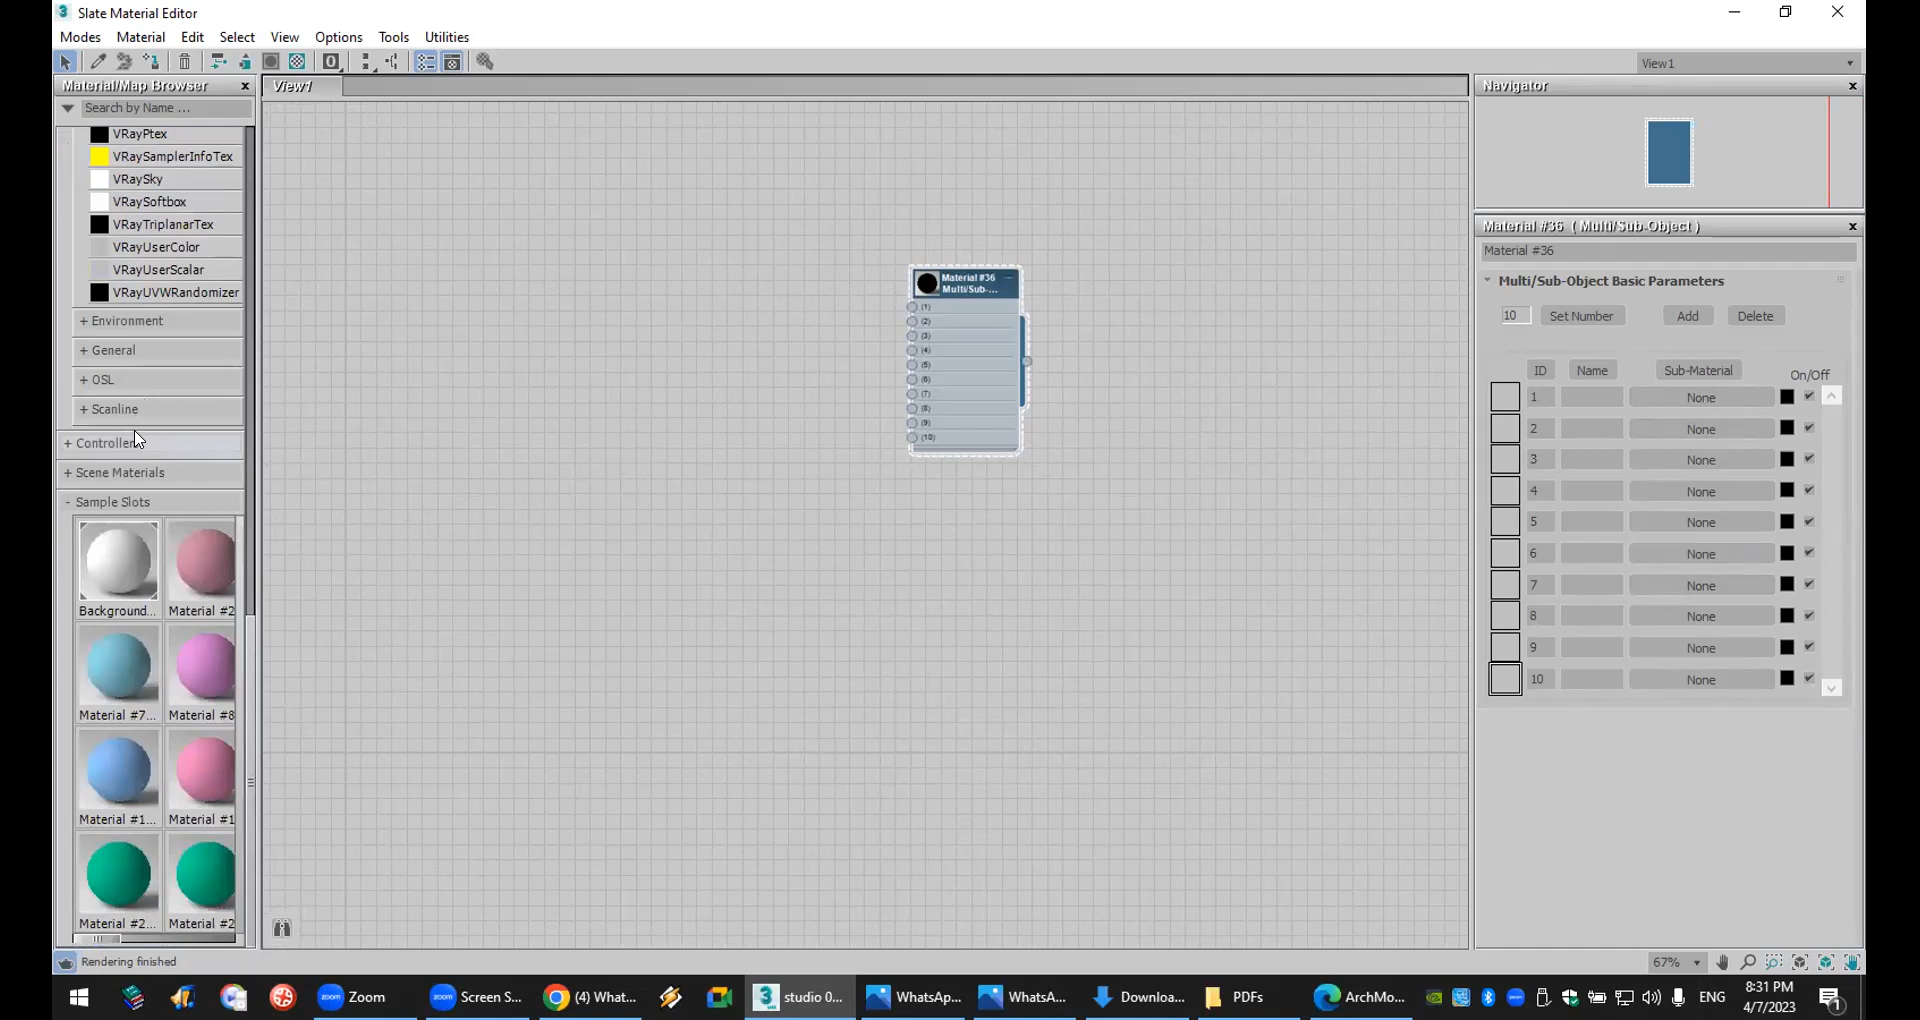 Slate Material Editor
Modes Material Edit Select View Options Tools Utilities
View1
Material/Map Browser
Search by Name ...
VRayPtex
VRaySamplerInfoTex
VRaySky
VRaySoftbox
VRayTriplanarTex
VRayUserColor
VRayUserScalar
VRayUVWRandomizer
+ Environment
+ General
+ OSL
+ Scanline
+ Controller
+ Scene Materials
- Sample Slots
Background... Material #2
Material #7... Material #8
Material #1... Material #1
Material #2... Material #2
Rendering finished
View1
Material #36
Multi/Sub-...
(1)
(2)
(3)
(4)
(5)
(6)
(7)
(8)
(9)
(10)
Navigator
Material #36 ( Multi/Sub-Object )
Material #36
Multi/Sub-Object Basic Parameters
10 Set Number Add Delete
ID Name Sub-Material On/Off
1 None
2 None
3 None
4 None
5 None
6 None
7 None
8 None
9 None
10 None
67%
Zoom Screen S... (4) What... studio 0... WhatsAp... WhatsA... Downloa... PDFs ArchMo... ENG 8:31 PM
4/7/2023